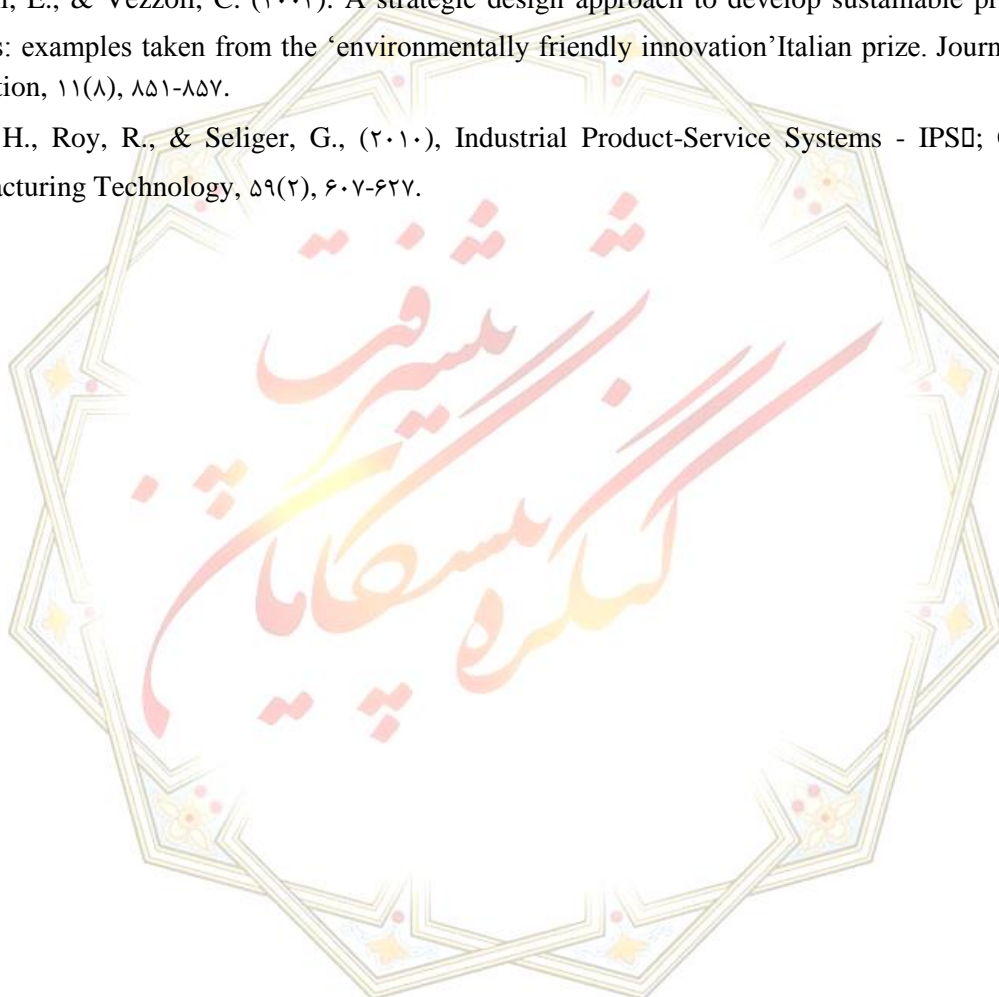 E., & Vezzoli, C. A strategic design approach to develop sustainable pr
s: examples taken from the ‘environmentally friendly innovation’Italian prize. Journ
tion, ۱۱(۸), ۸۵۱-۸۵۷.
H., Roy, R., & Seliger, G., (۲۰۱۰), Industrial Product-Service Systems - IPS▯;
cturing Technology, ۵۹(۲), ۶۰۷-۶۲۷.
کنگره پیشگامان
پیشرفت